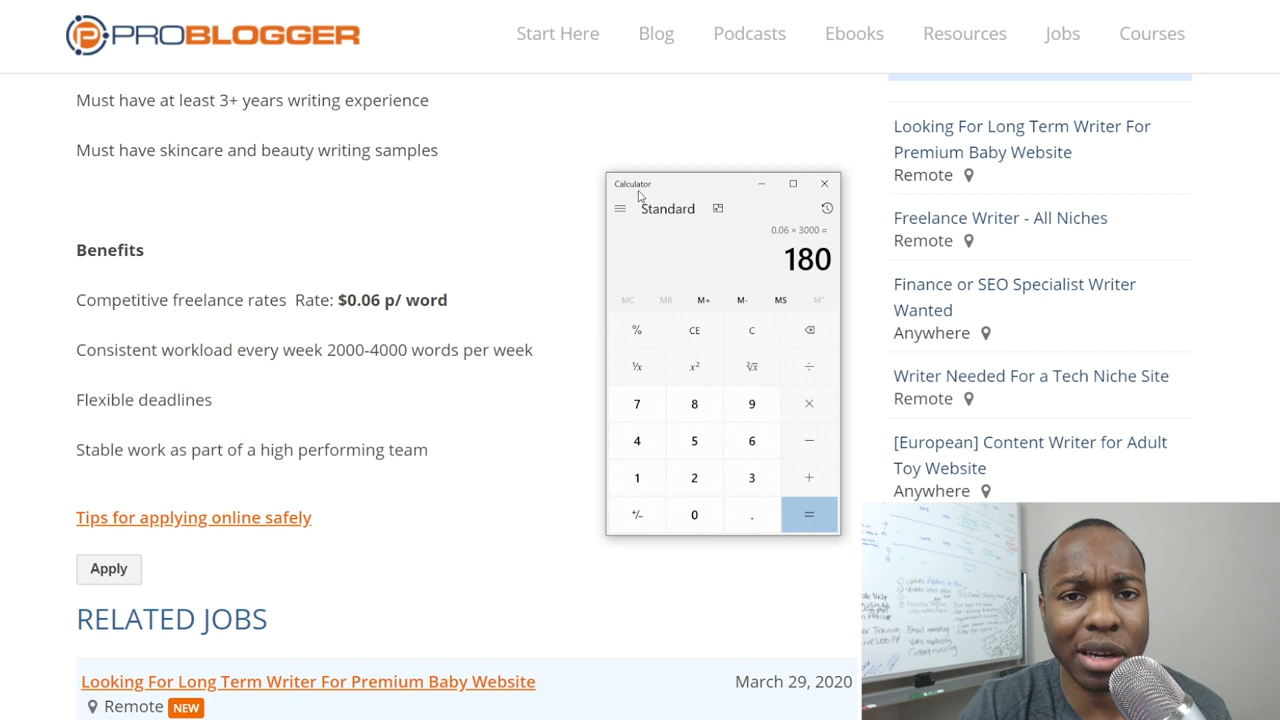 PROBLOGGER
Start Here Blog Podcasts Ebooks Resources Jobs Courses
Must have at least 3+ years writing experience
Must have skincare and beauty writing samples
Benefits
Competitive freelance rates Rate: $0.06 p/ word
Consistent workload every week 2000-4000 words per week
Flexible deadlines
Stable work as part of a high performing team
Tips for applying online safely
Apply
RELATED JOBS
Looking For Long Term Writer For Premium Baby Website
March 29, 2020
Remote NEW
Calculator
Standard
0.06 × 3000 =
180
MC MR M+ M- MS M˅
% CE C
¹/x x² ²√x ÷
7 8 9 ×
4 5 6 −
1 2 3 +
+/− 0 . =
Looking For Long Term Writer For
Premium Baby Website
Remote
Freelance Writer - All Niches
Remote
Finance or SEO Specialist Writer
Wanted
Anywhere
Writer Needed For a Tech Niche Site
Remote
[European] Content Writer for Adult
Toy Website
Anywhere
Email marketing
Video marketing
Content marketing